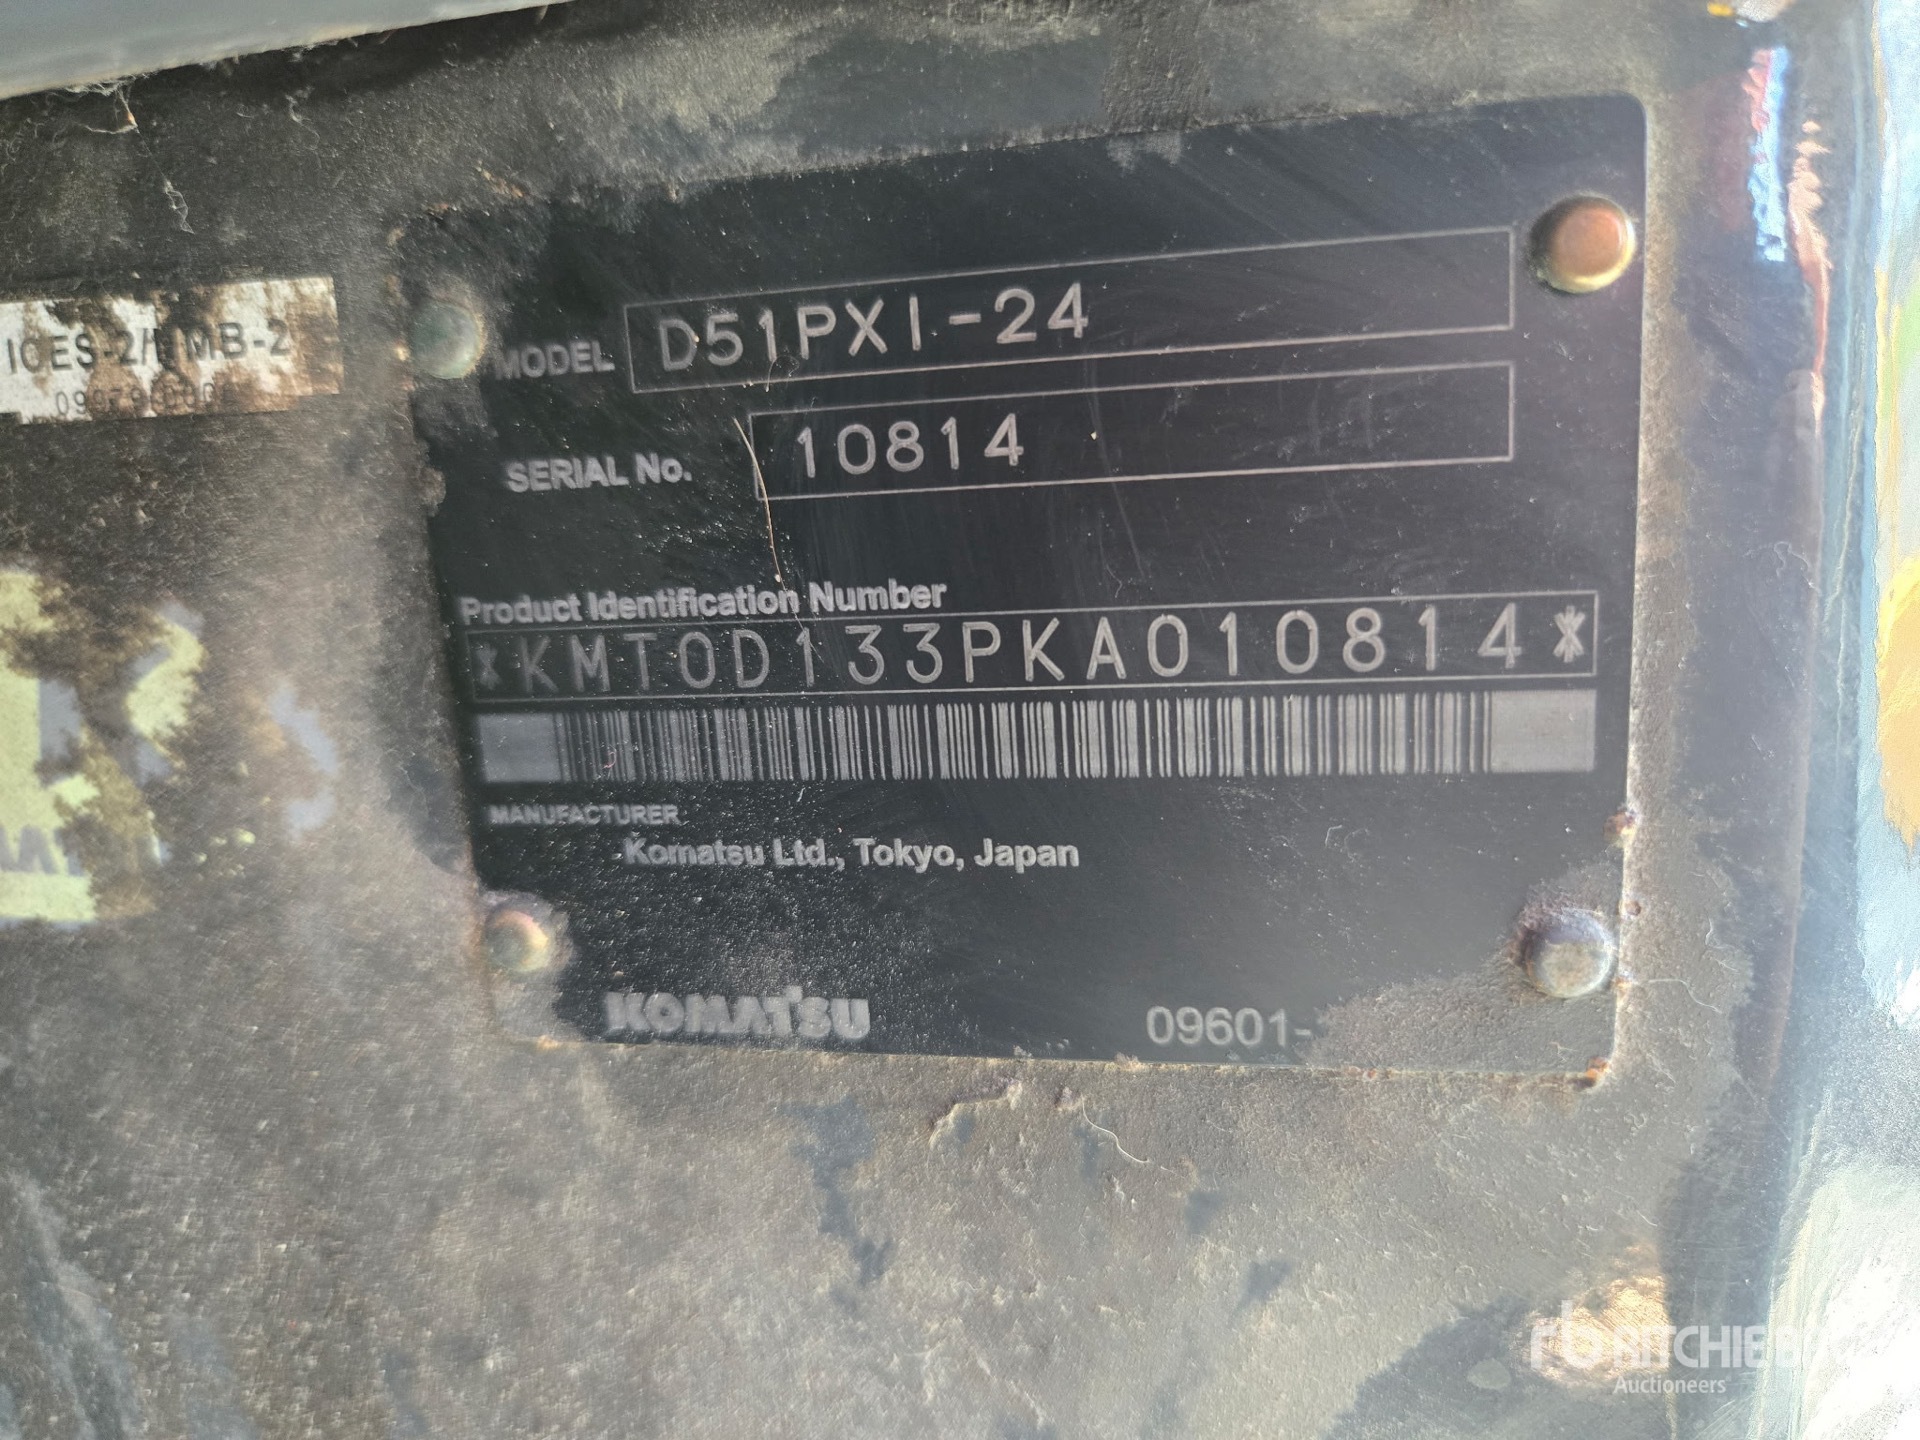 ICES-2/NMB-2
MODEL D51PXI-24
SERIAL No. 10814
Product Identification Number
*KMT0D133PKA010814*
MANUFACTURER
Komatsu Ltd., Tokyo, Japan
KOMATSU
09601-
rb RITCHIE BROS
Auctioneers